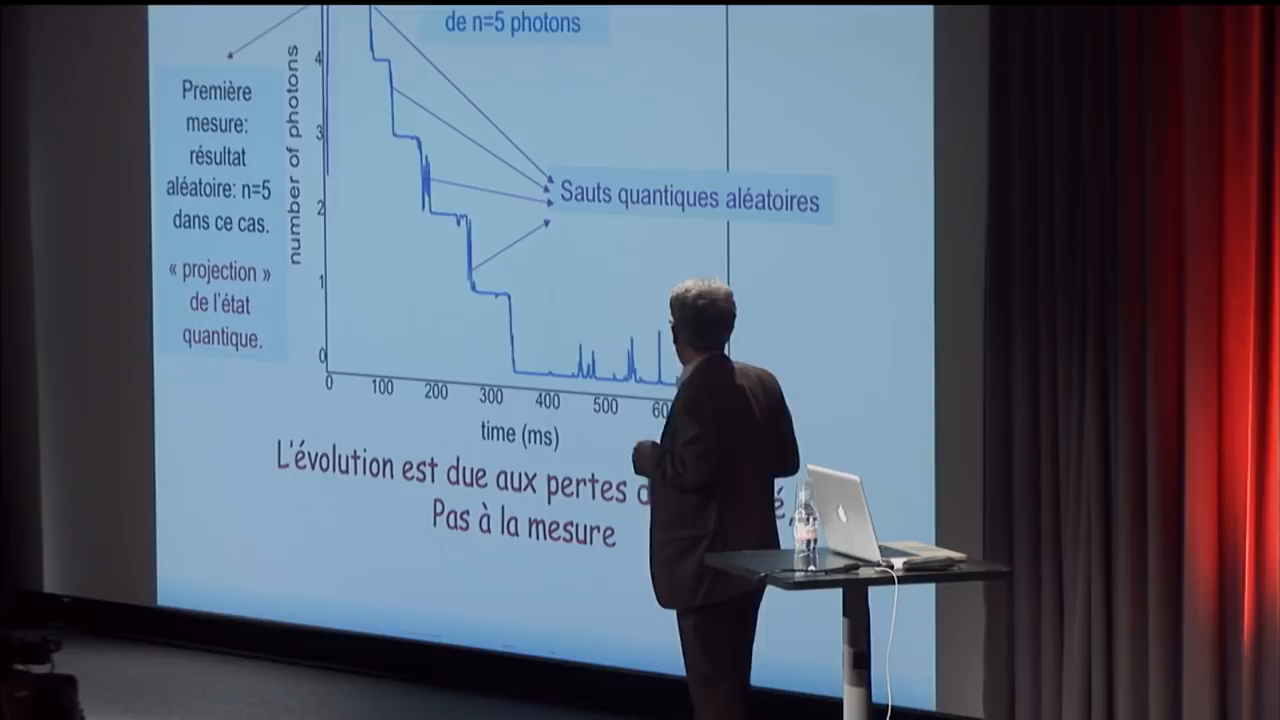 de n=5 photons
Première
mesure:
résultat
aléatoire: n=5
dans ce cas.
« projection »
de l'état
quantique.
number of photons
4
3
2
1
0
Sauts quantiques aléatoires
0 100 200 300 400 500
time (ms)
L'évolution est due aux pertes
Pas à la mesure